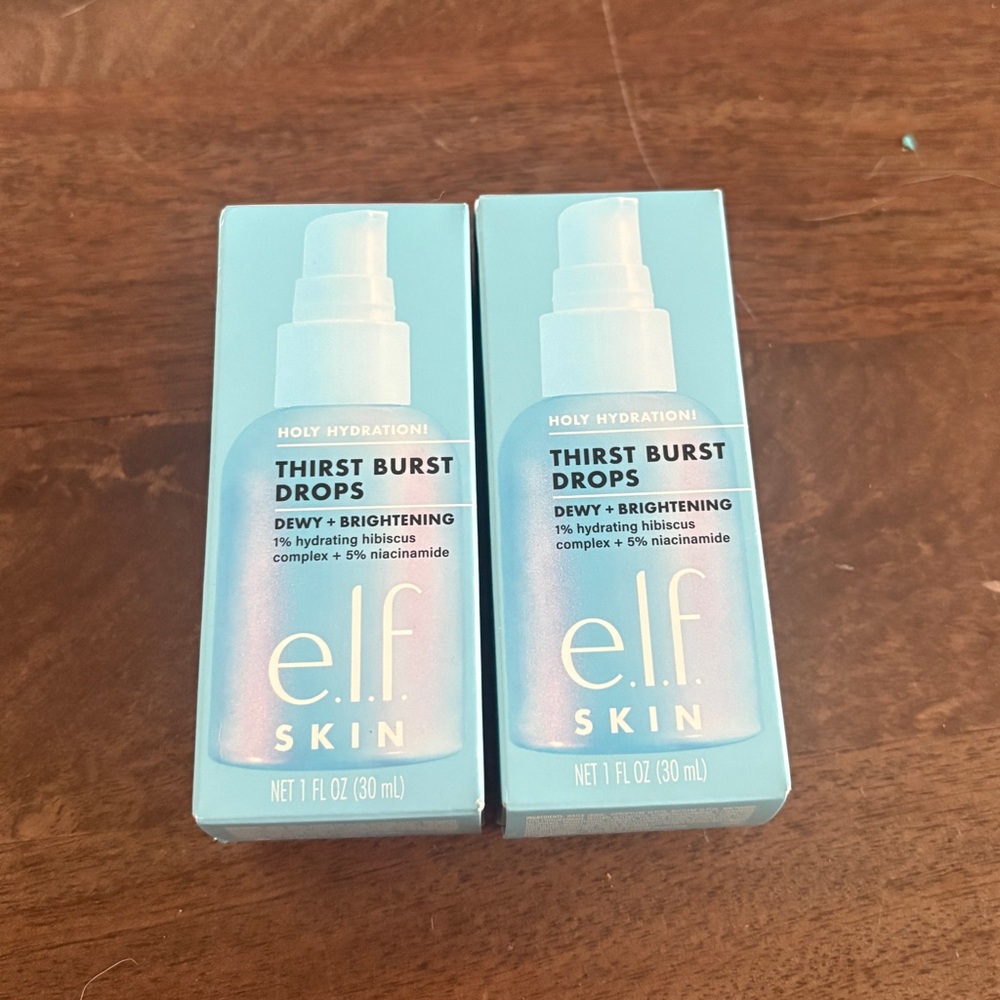 HOLY HYDRATION!
THIRST BURST
DROPS
DEWY + BRIGHTENING
1% hydrating hibiscus
complex + 5% niacinamide
e.l.f.
SKIN
NET 1 FL OZ (30 mL)
HOLY HYDRATION!
THIRST BURST
DROPS
DEWY + BRIGHTENING
1% hydrating hibiscus
complex + 5% niacinamide
e.l.f.
SKIN
NET 1 FL OZ (30 mL)